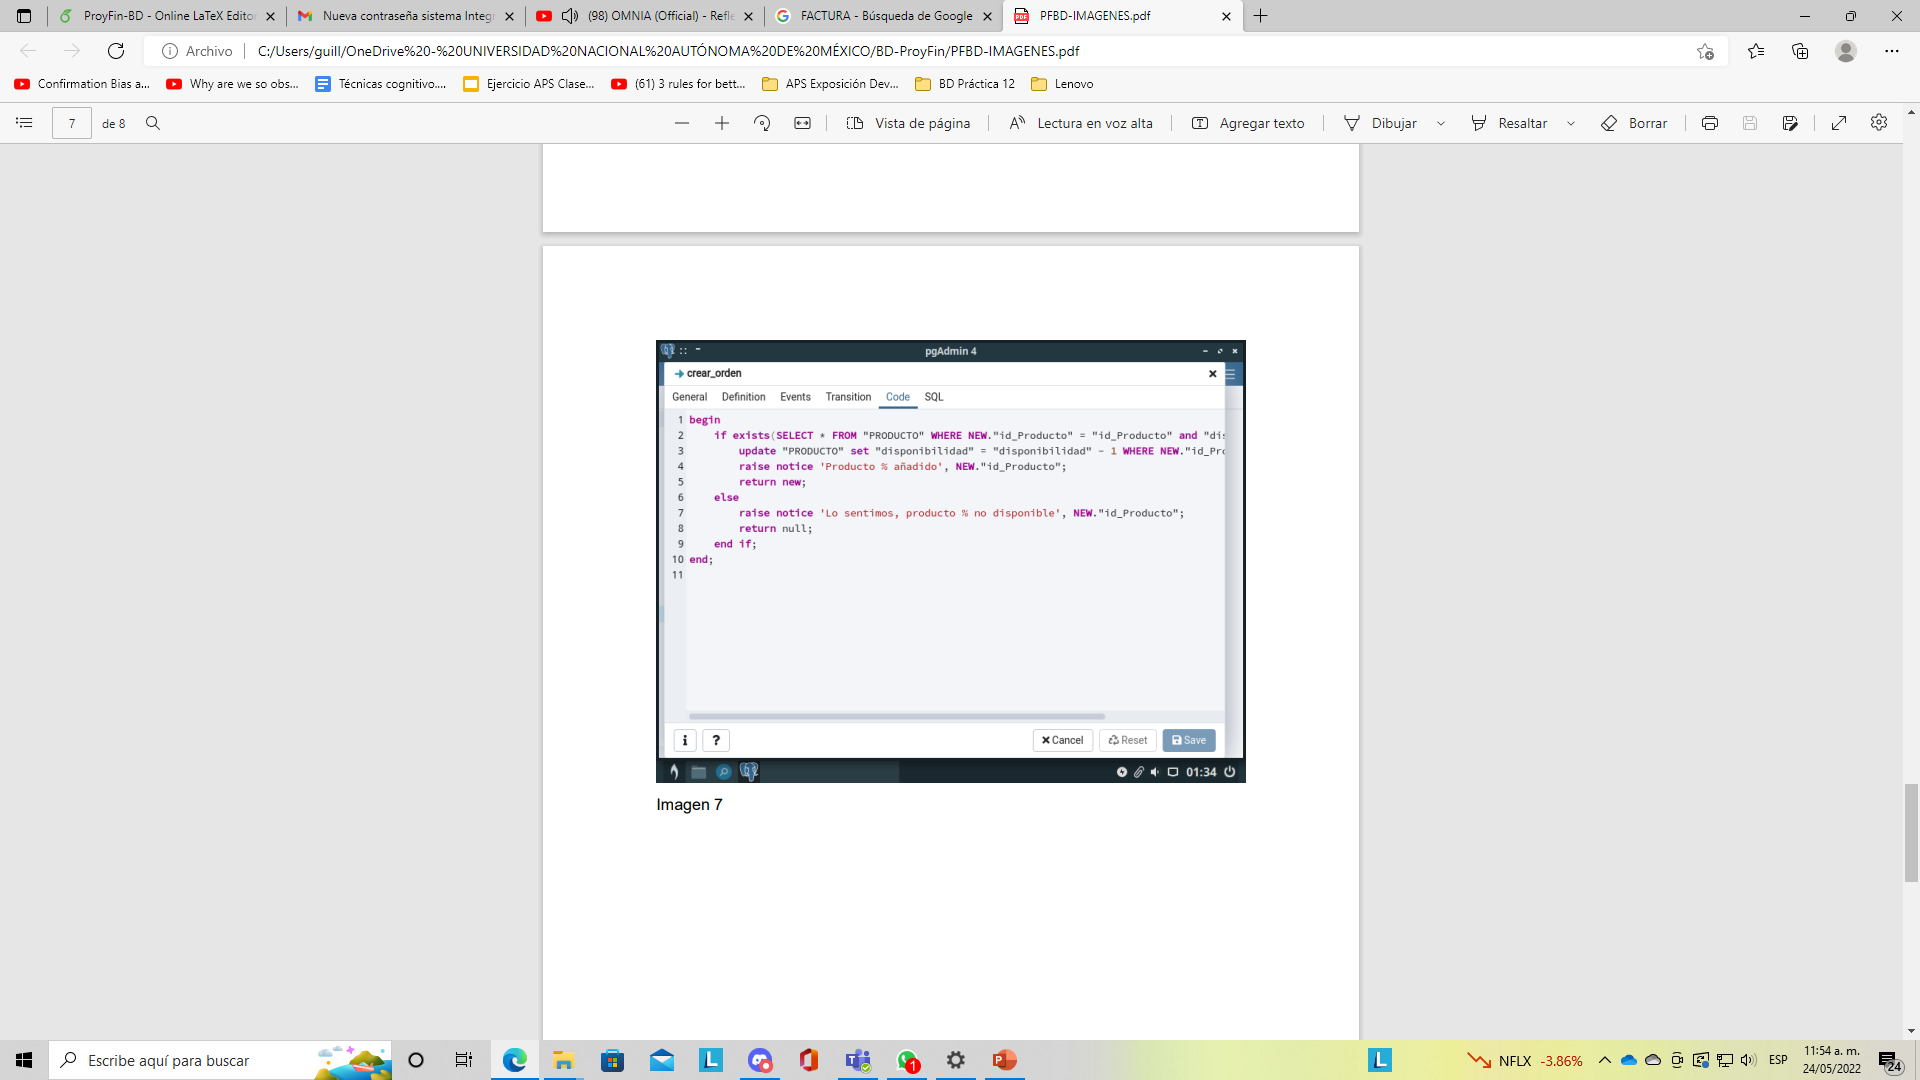 ProyFin-BD - Online LaTeX Editor
Nueva contraseña sistema Integ
(98) OMNIA (Official) - Refle
FACTURA - Búsqueda de Google
PFBD-IMAGENES.pdf
Archivo
C:/Users/guill/OneDrive%20-%20UNIVERSIDAD%20NACIONAL%20AUTÓNOMA%20DE%20MÉXICO/BD-ProyFin/PFBD-IMAGENES.pdf
Confirmation Bias a...
Why are we so obs...
Técnicas cognitivo....
Ejercicio APS Clase...
(61) 3 rules for bett...
APS Exposición Dev...
BD Práctica 12
Lenovo
7 de 8
Vista de página
Lectura en voz alta
Agregar texto
Dibujar
Resaltar
Borrar
pgAdmin 4
crear_orden
General Definition Events Transition Code SQL
1 begin
2 if exists(SELECT * FROM "PRODUCTO" WHERE NEW."id_Producto" = "id_Producto" and "dis
3 update "PRODUCTO" set "disponibilidad" = "disponibilidad" - 1 WHERE NEW."id_Pro
4 raise notice 'Producto % añadido', NEW."id_Producto";
5 return new;
6 else
7 raise notice 'Lo sentimos, producto % no disponible', NEW."id_Producto";
8 return null;
9 end if;
10 end;
11
i ? Cancel Reset Save
01:34
Imagen 7
Escribe aquí para buscar
NFLX -3.86%
ESP
11:54 a. m.
24/05/2022
24